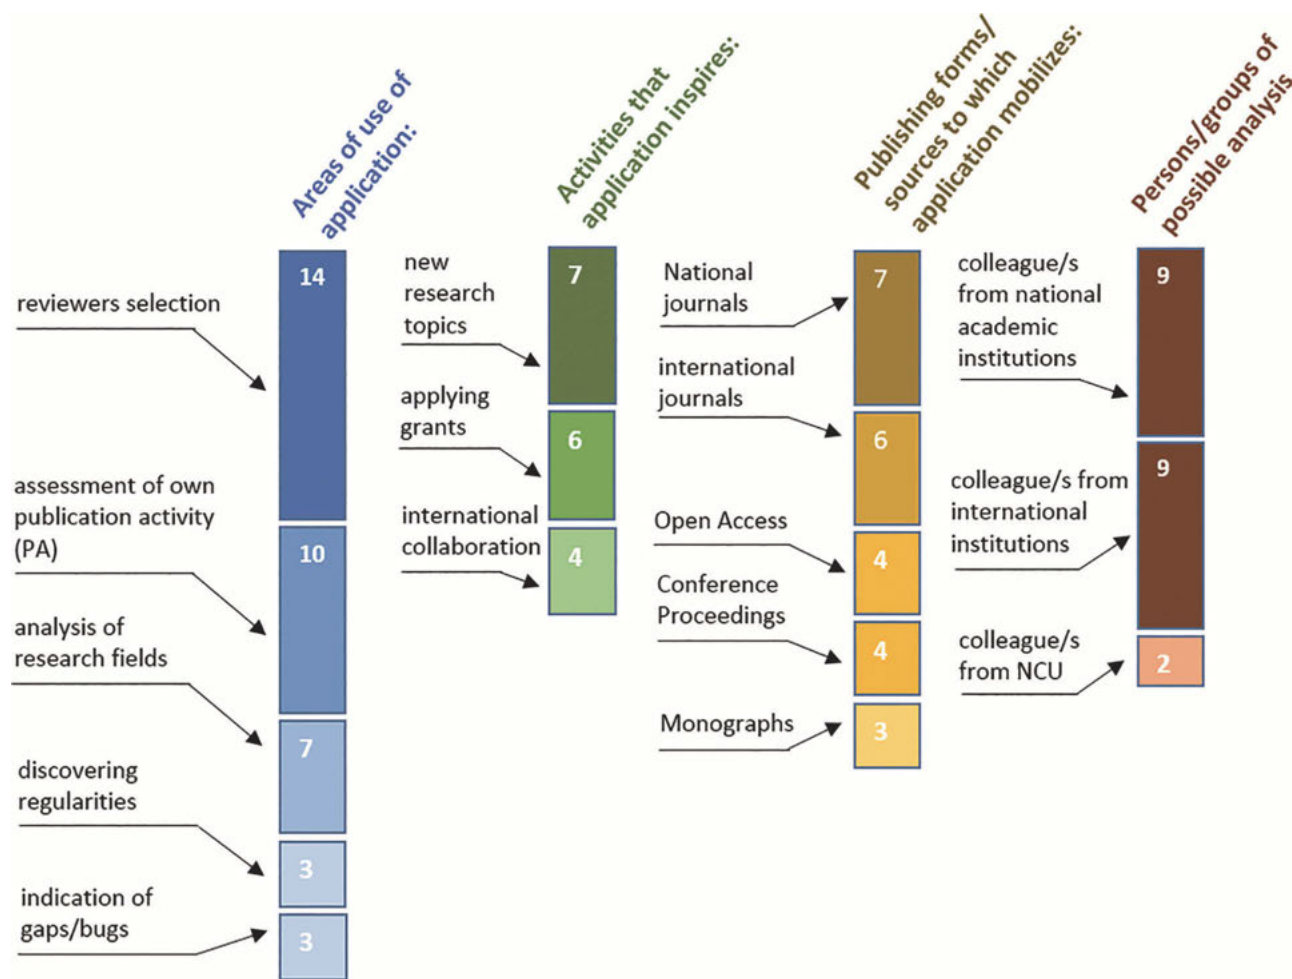 Areas of use of
application:
reviewers selection
14
assessment of own
publication activity
(PA)
10
analysis of
research fields
7
discovering
regularities
3
indication of
gaps/bugs
3
Activities that
application inspires:
new
research
topics
7
applying
grants
6
international
collaboration
4
Publishing forms/
sources to which
application mobilizes:
National
journals
7
international
journals
6
Open Access
4
Conference
Proceedings
4
Monographs
3
Persons/groups of
possible analysis
colleague/s
from national
academic
institutions
9
colleague/s from
international
institutions
9
colleague/s
from NCU
2